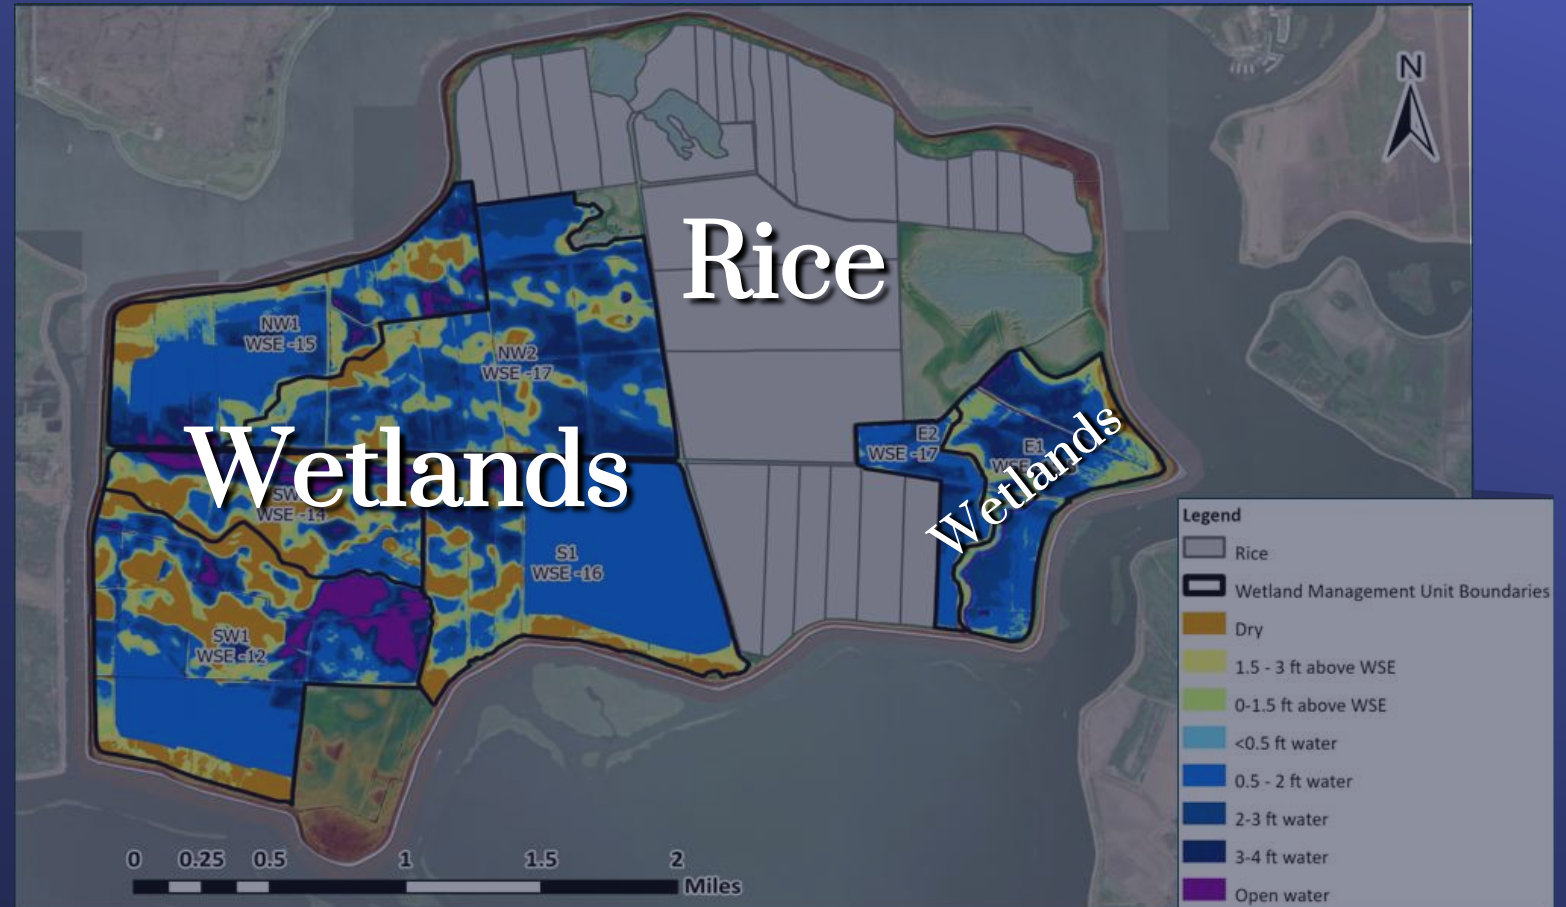 N
Rice
NW1
WSE -15
NW2
WSE -17
Wetlands
E2
WSE -17
E1
Wetlands
SW
WSE -14
S1
WSE -16
SW1
WSE -12
Legend
Rice
Wetland Management Unit Boundaries
Dry
1.5 - 3 ft above WSE
0-1.5 ft above WSE
<0.5 ft water
0.5 - 2 ft water
2-3 ft water
3-4 ft water
Open water
0 0.25 0.5 1 1.5 2
Miles